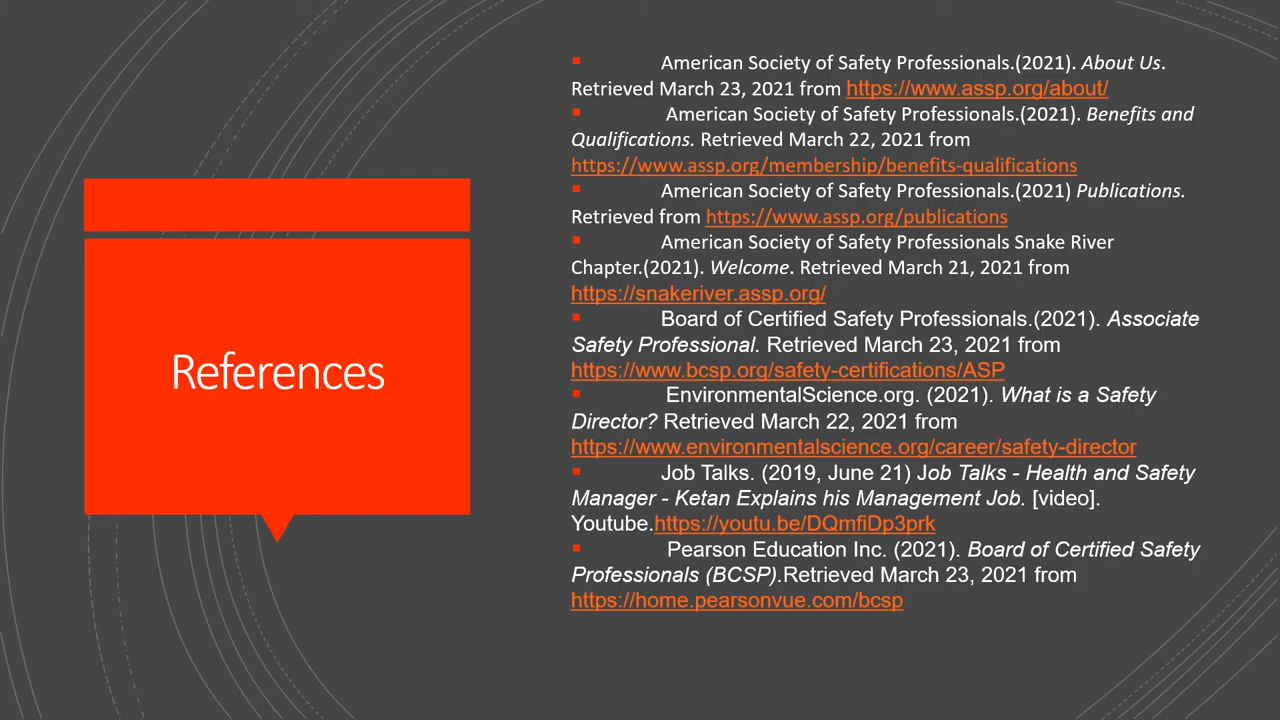 References
American Society of Safety Professionals.(2021). About Us.
Retrieved March 23, 2021 from https://www.assp.org/about/
American Society of Safety Professionals.(2021). Benefits and
Qualifications. Retrieved March 22, 2021 from
https://www.assp.org/membership/benefits-qualifications
American Society of Safety Professionals.(2021) Publications.
Retrieved from https://www.assp.org/publications
American Society of Safety Professionals Snake River
Chapter.(2021). Welcome. Retrieved March 21, 2021 from
https://snakeriver.assp.org/
Board of Certified Safety Professionals.(2021). Associate
Safety Professional. Retrieved March 23, 2021 from
https://www.bcsp.org/safety-certifications/ASP
EnvironmentalScience.org. (2021). What is a Safety
Director? Retrieved March 22, 2021 from
https://www.environmentalscience.org/career/safety-director
Job Talks. (2019, June 21) Job Talks - Health and Safety
Manager - Ketan Explains his Management Job. [video].
Youtube.https://youtu.be/DQmfiDp3prk
Pearson Education Inc. (2021). Board of Certified Safety
Professionals (BCSP).Retrieved March 23, 2021 from
https://home.pearsonvue.com/bcsp